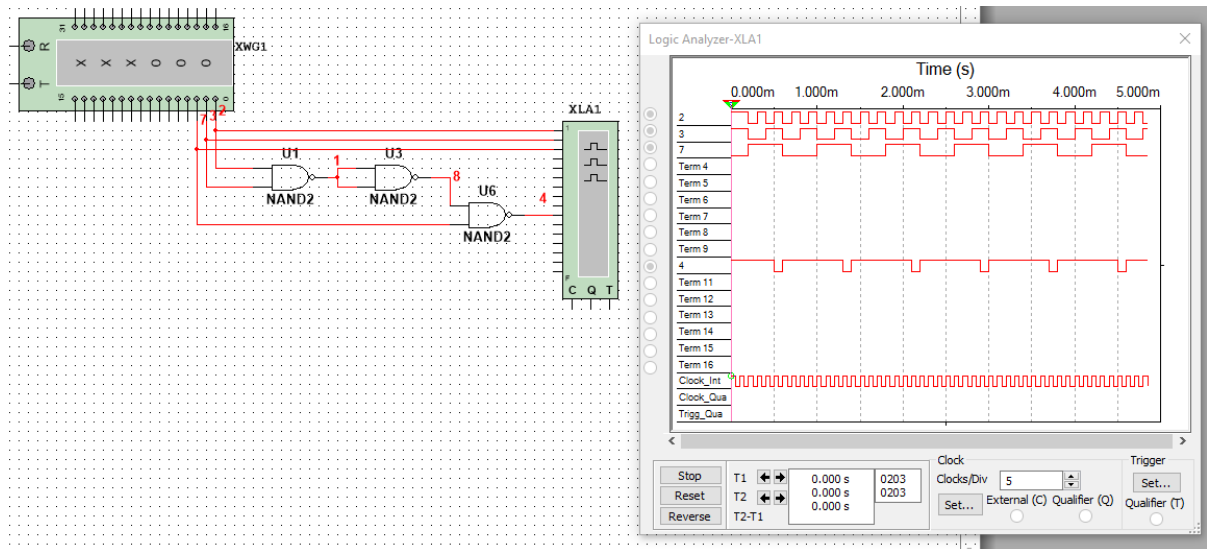 31
16
R
XWG1
X X X O O O
T
15
0
7 3 2
XLA1
1
U1
1
U3
8
U6
4
NAND2
NAND2
NAND2
F
C Q T
Logic Analyzer-XLA1
Time (s)
0.000m 1.000m 2.000m 3.000m 4.000m 5.000m
2
3
7
Term 4
Term 5
Term 6
Term 7
Term 8
Term 9
4
Term 11
Term 12
Term 13
Term 14
Term 15
Term 16
Clock_Int
Clock_Qua
Trigg_Qua
Clock
Trigger
Stop
T1 0.000 s 0203
Clocks/Div 5
Set...
Reset
T2 0.000 s 0203
0.000 s
Set...
External (C) Qualifier (Q)
Qualifier (T)
Reverse
T2-T1